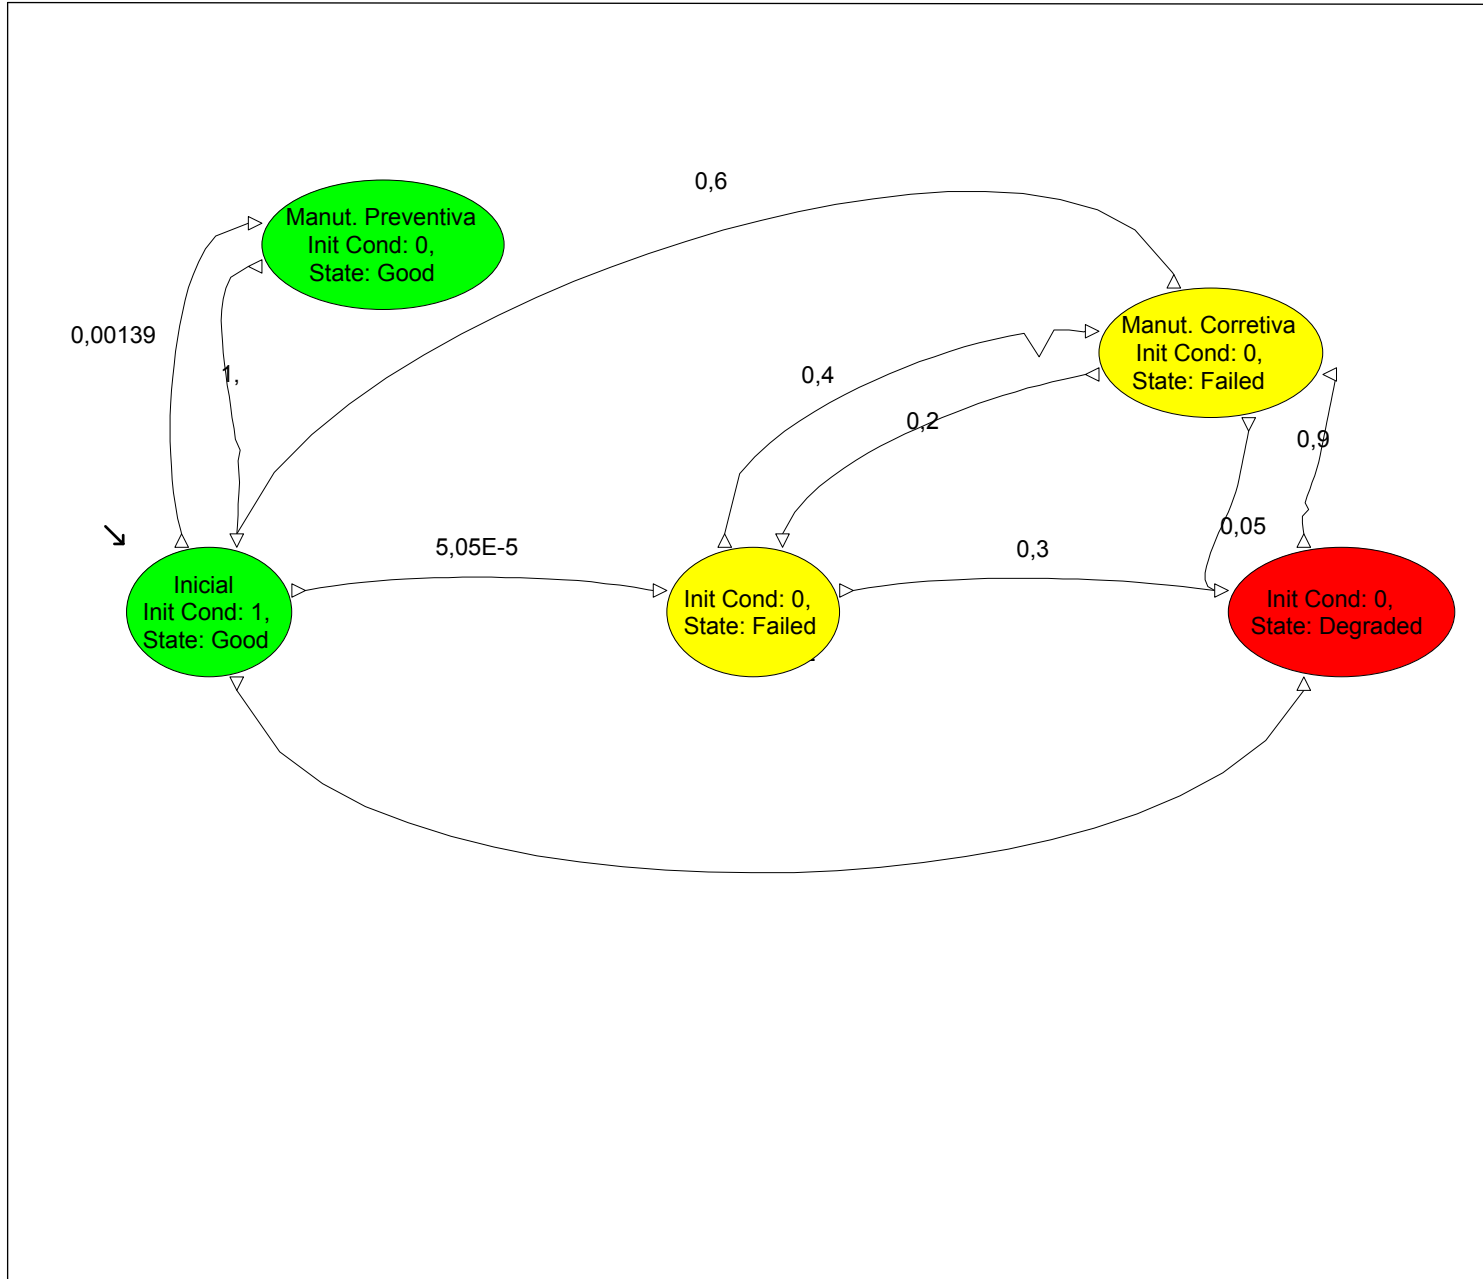 0,6
Manut. Preventiva
Init Cond: 0,
State: Good
0,00139
1,
Manut. Corretiva
Init Cond: 0,
State: Failed
0,4
0,2
0,9
0,05
5,05E-5
0,3
Inicial
Init Cond: 1,
State: Good
Init Cond: 0,
State: Failed
Init Cond: 0,
State: Degraded